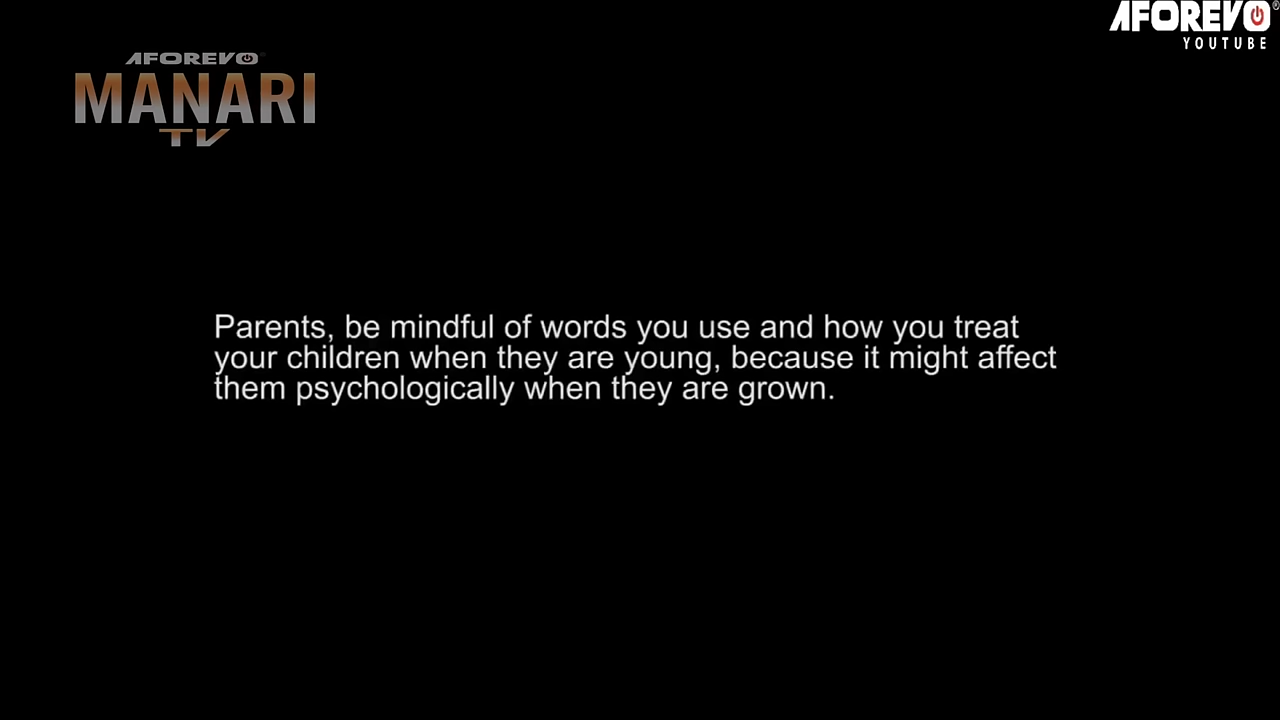 AFOREVO
YOUTUBE
AFOREVO
MANARI
TV
Parents, be mindful of words you use and how you treat
your children when they are young, because it might affect
them psychologically when they are grown.